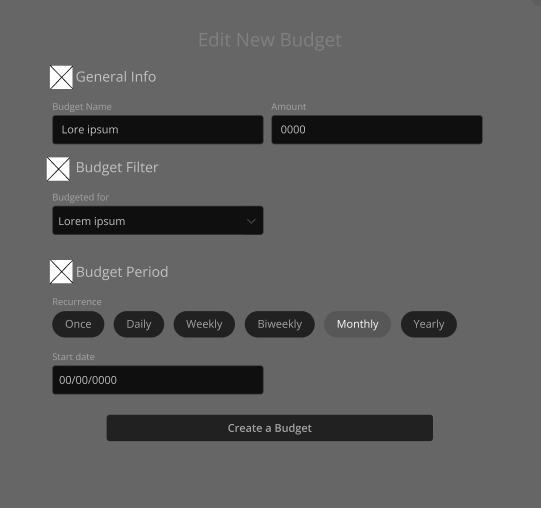 Edit New Budget
General Info
Budget Name Amount
Lore ipsum 0000
Budget Filter
Budgeted for
Lorem ipsum
Budget Period
Recurrence
Once Daily Weekly Biweekly Monthly Yearly
Start date
00/00/0000
Create a Budget